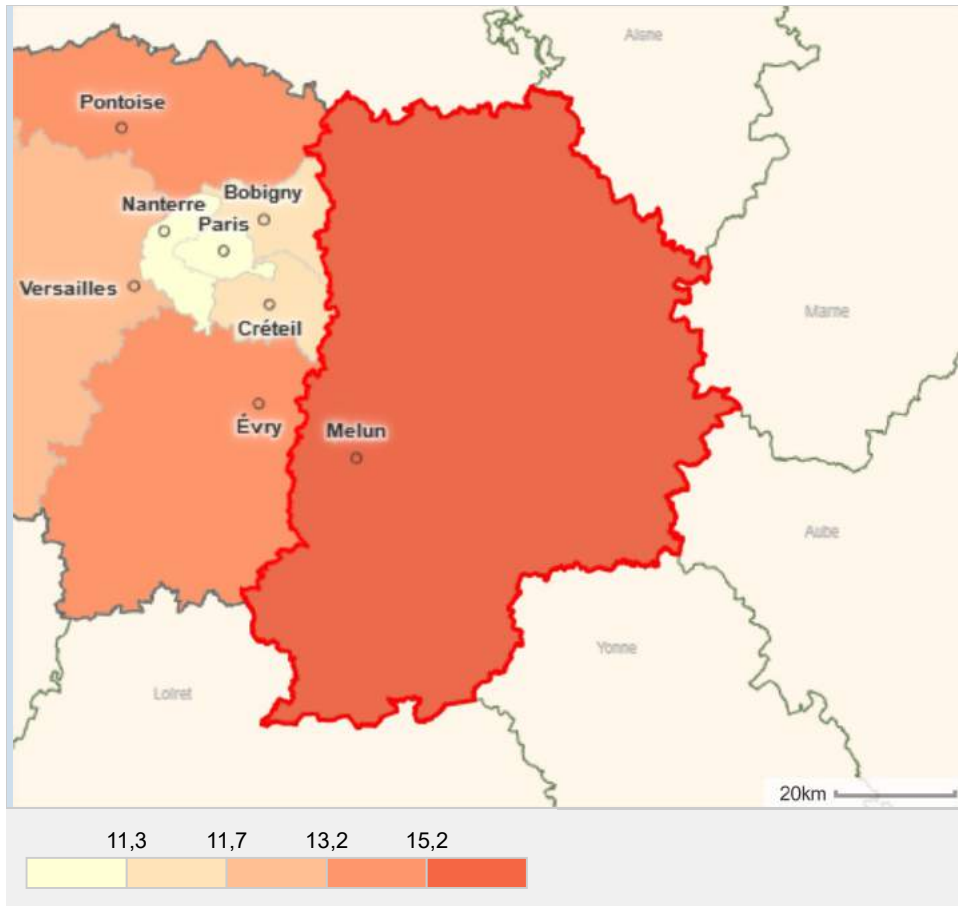 Aisne
Pontoise
Bobigny
Nanterre
Paris
Versailles
Marne
Créteil
Évry
Melun
Aube
Yonne
Loiret
20km
11,3 11,7 13,2 15,2